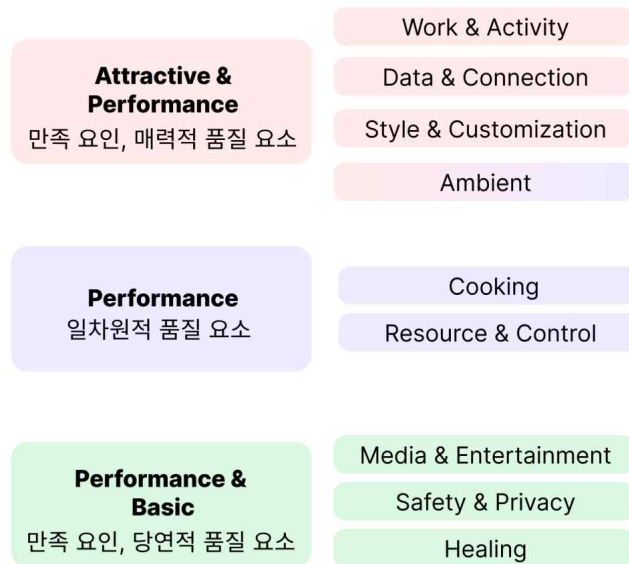 Attractive &
Performance
만족 요인, 매력적 품질 요소
Work & Activity
Data & Connection
Style & Customization
Ambient
Performance
일차원적 품질 요소
Cooking
Resource & Control
Performance &
Basic
만족 요인, 당연적 품질 요소
Media & Entertainment
Safety & Privacy
Healing